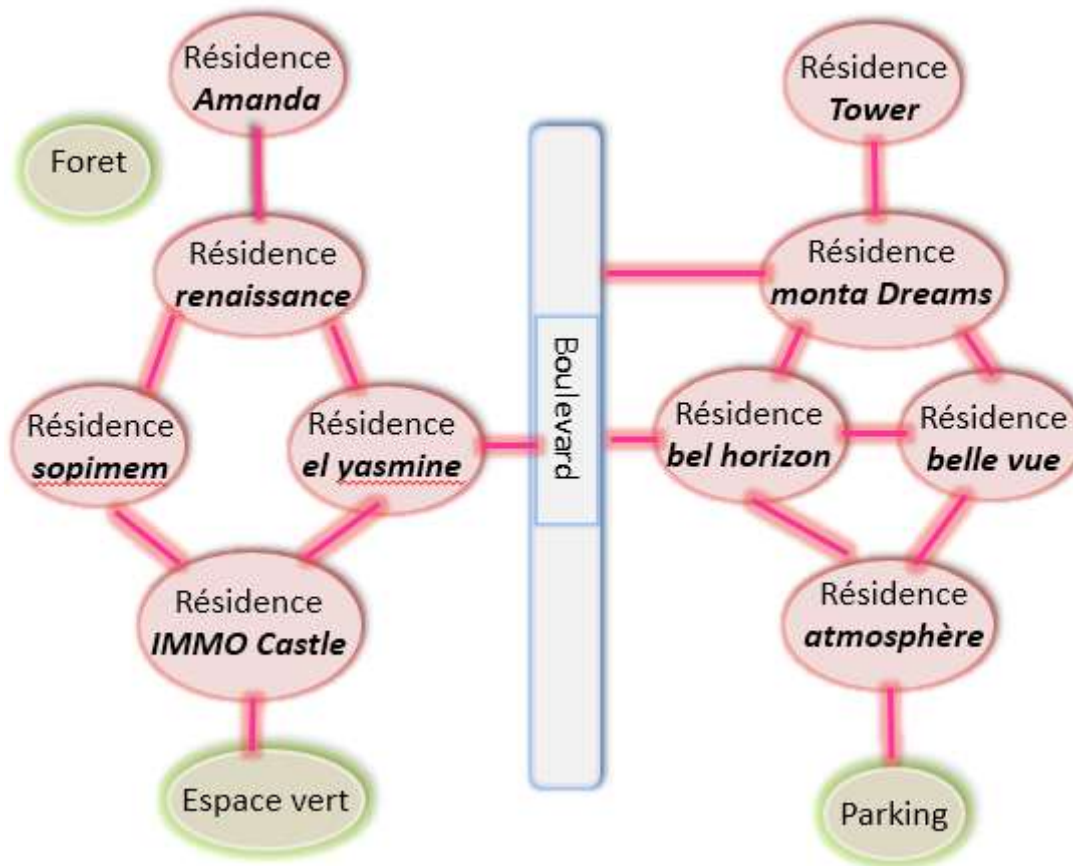 Résidence
Amanda
Résidence
Tower
Foret
Résidence
renaissance
Résidence
monta Dreams
Boulevard
Résidence
sopimem
Résidence
el yasmine
Résidence
bel horizon
Résidence
belle vue
Résidence
IMMO Castle
Résidence
atmosphère
Espace vert
Parking